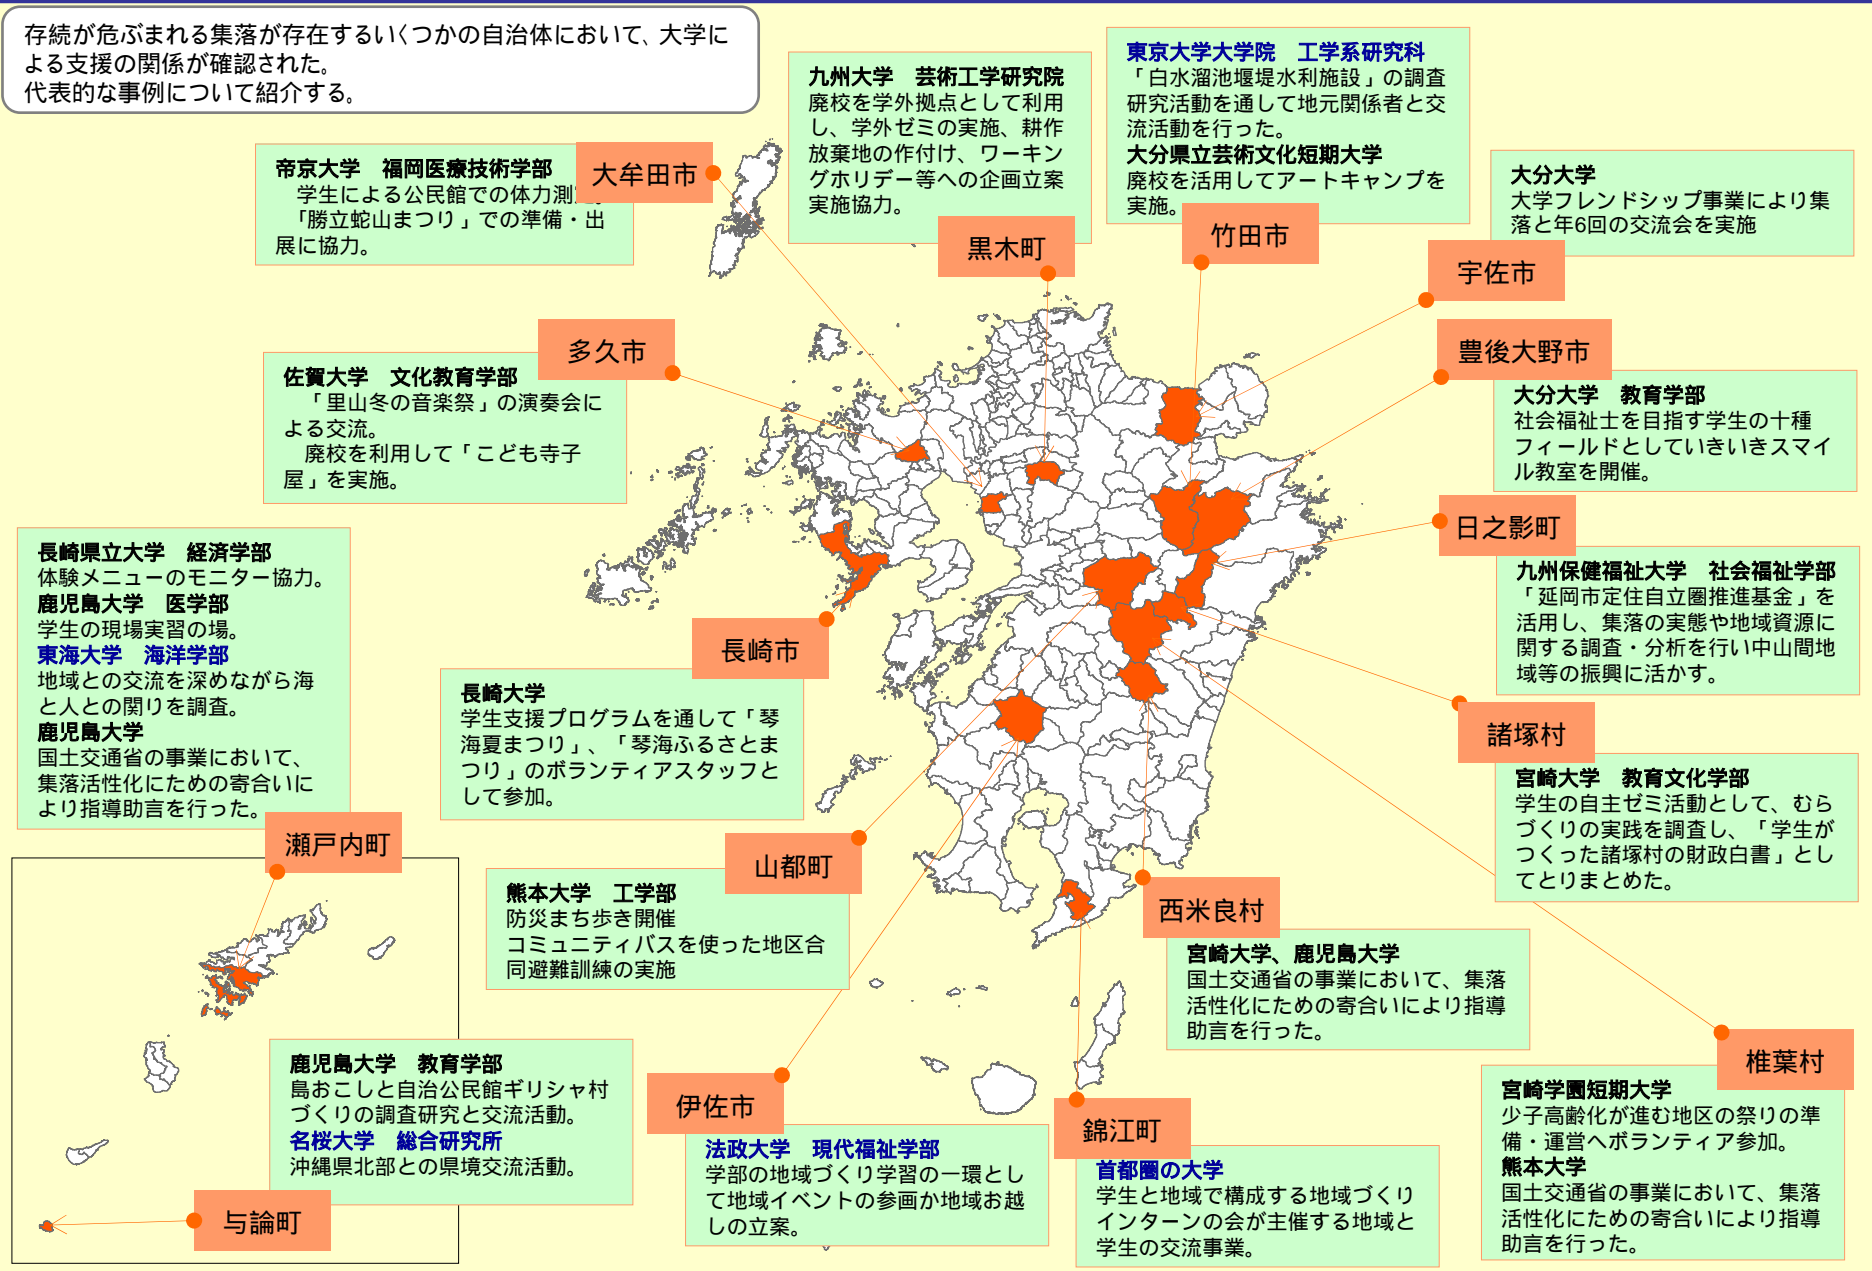 存続が危ぶまれる集落が存在するいくつかの自治体において、大学に
よる支援の関係が確認された。
代表的な事例について紹介する。
帝京大学　福岡医療技術学部
学生による公民館での体力測
「勝立蛇山まつり」での準備・出
展に協力。
大牟田市
九州大学　芸術工学研究院
廃校を学外拠点として利用
し、学外ゼミの実施、耕作
放棄地の作付け、ワーキン
グホリデー等への企画立案
実施協力。
黒木町
東京大学大学院　工学系研究科
「白水溜池堰堤水利施設」の調査
研究活動を通して地元関係者と交
流活動を行った。
大分県立芸術文化短期大学
廃校を活用してアートキャンプを
実施。
竹田市
大分大学
大学フレンドシップ事業により集
落と年6回の交流会を実施
宇佐市
多久市
佐賀大学　文化教育学部
「里山冬の音楽祭」の演奏会に
よる交流。
廃校を利用して「こども寺子
屋」を実施。
豊後大野市
大分大学　教育学部
社会福祉士を目指す学生の十種
フィールドとしていきいきスマイ
ル教室を開催。
日之影町
九州保健福祉大学　社会福祉学部
「延岡市定住自立圏推進基金」を
活用し、集落の実態や地域資源に
関する調査・分析を行い中山間地
域等の振興に活かす。
長崎県立大学　経済学部
体験メニューのモニター協力。
鹿児島大学　医学部
学生の現場実習の場。
東海大学　海洋学部
地域との交流を深めながら海
と人との関りを調査。
鹿児島大学
国土交通省の事業において、
集落活性化にための寄合いに
より指導助言を行った。
瀬戸内町
長崎市
長崎大学
学生支援プログラムを通して「琴
海夏まつり」、「琴海ふるさとま
つり」のボランティアスタッフと
して参加。
諸塚村
宮崎大学　教育文化学部
学生の自主ゼミ活動として、むら
づくりの実践を調査し、「学生が
つくった諸塚村の財政白書」とし
てとりまとめた。
山都町
熊本大学　工学部
防災まち歩き開催
コミュニティバスを使った地区合
同避難訓練の実施
西米良村
宮崎大学、鹿児島大学
国土交通省の事業において、集落
活性化にための寄合いにより指導
助言を行った。
椎葉村
宮崎学園短期大学
少子高齢化が進む地区の祭りの準
備・運営へボランティア参加。
熊本大学
国土交通省の事業において、集落
活性化にための寄合いにより指導
助言を行った。
鹿児島大学　教育学部
島おこしと自治公民館ギリシャ村
づくりの調査研究と交流活動。
名桜大学　総合研究所
沖縄県北部との県境交流活動。
与論町
伊佐市
法政大学　現代福祉学部
学部の地域づくり学習の一環とし
て地域イベントの参画か地域お越
しの立案。
錦江町
首都圏の大学
学生と地域で構成する地域づくり
インターンの会が主催する地域と
学生の交流事業。